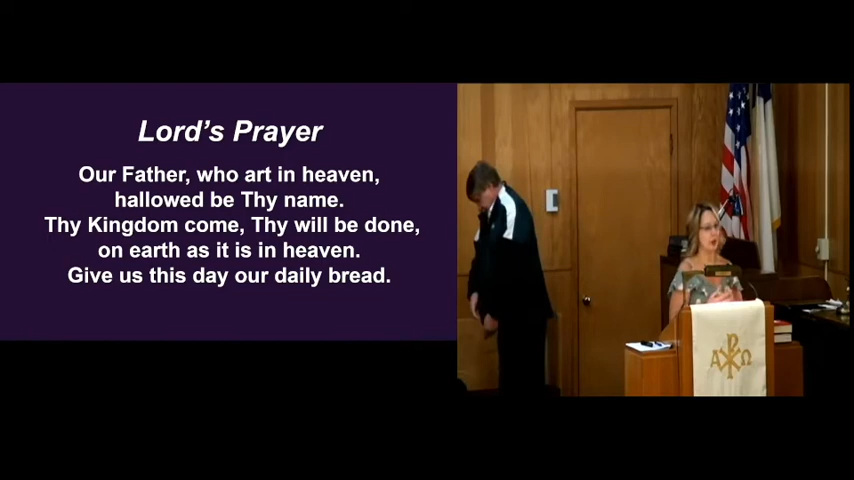 Lord’s Prayer
Our Father, who art in heaven,
hallowed be Thy name.
Thy Kingdom come, Thy will be done,
on earth as it is in heaven.
Give us this day our daily bread.
Α Ω